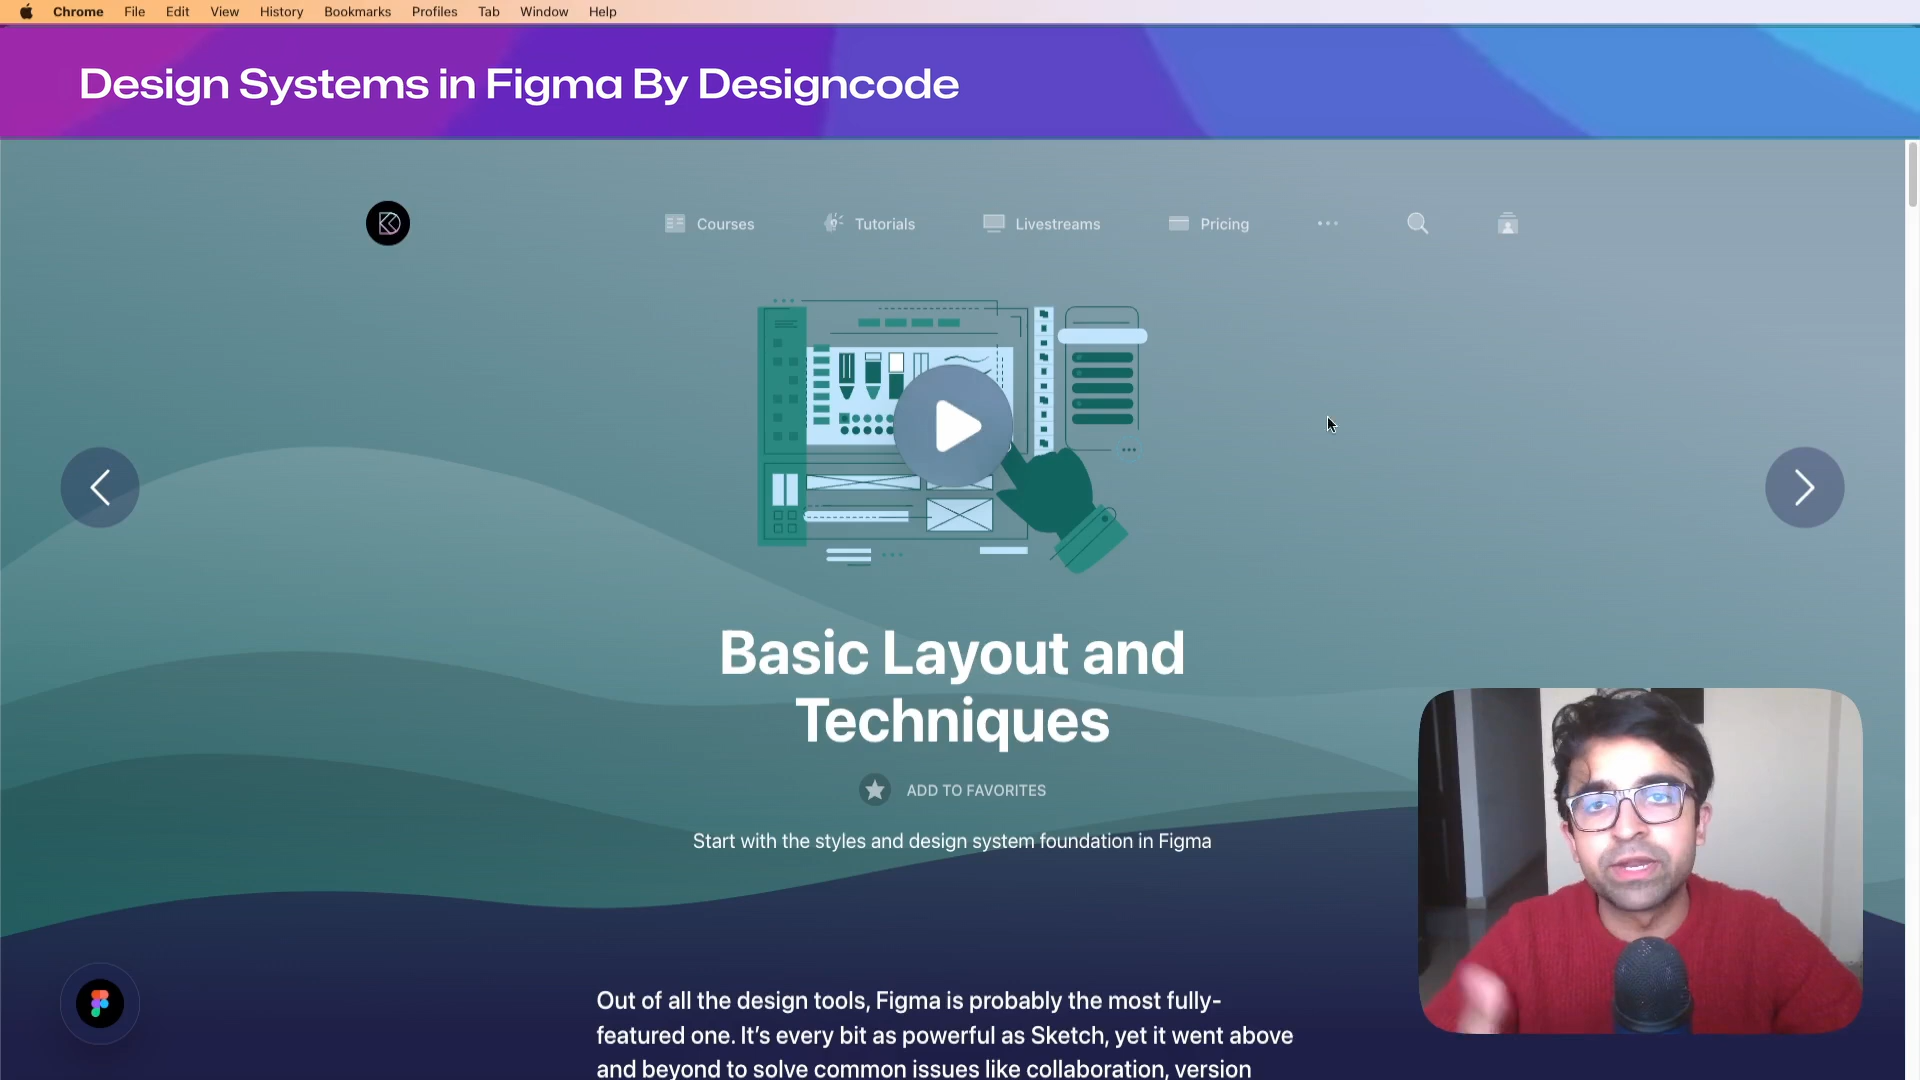 Chrome File Edit View History Bookmarks Profiles Tab Window Help
Design Systems in Figma By Designcode
Courses Tutorials Livestreams Pricing
Basic Layout and
Techniques
ADD TO FAVORITES
Start with the styles and design system foundation in Figma
Out of all the design tools, Figma is probably the most fully-
featured one. It’s every bit as powerful as Sketch, yet it went above
and beyond to solve common issues like collaboration, version